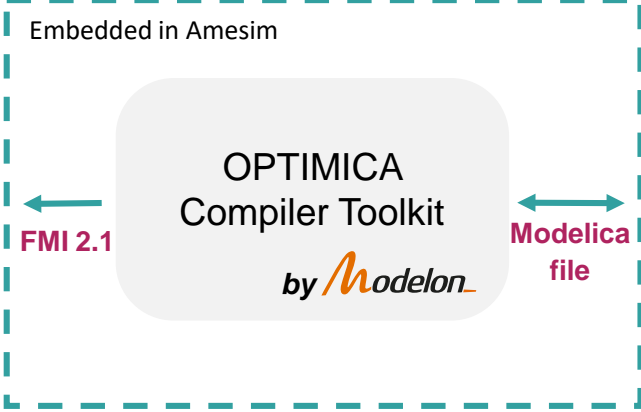 Embedded in Amesim
OPTIMICA
Compiler Toolkit
by Modelon
FMI 2.1
Modelica
file